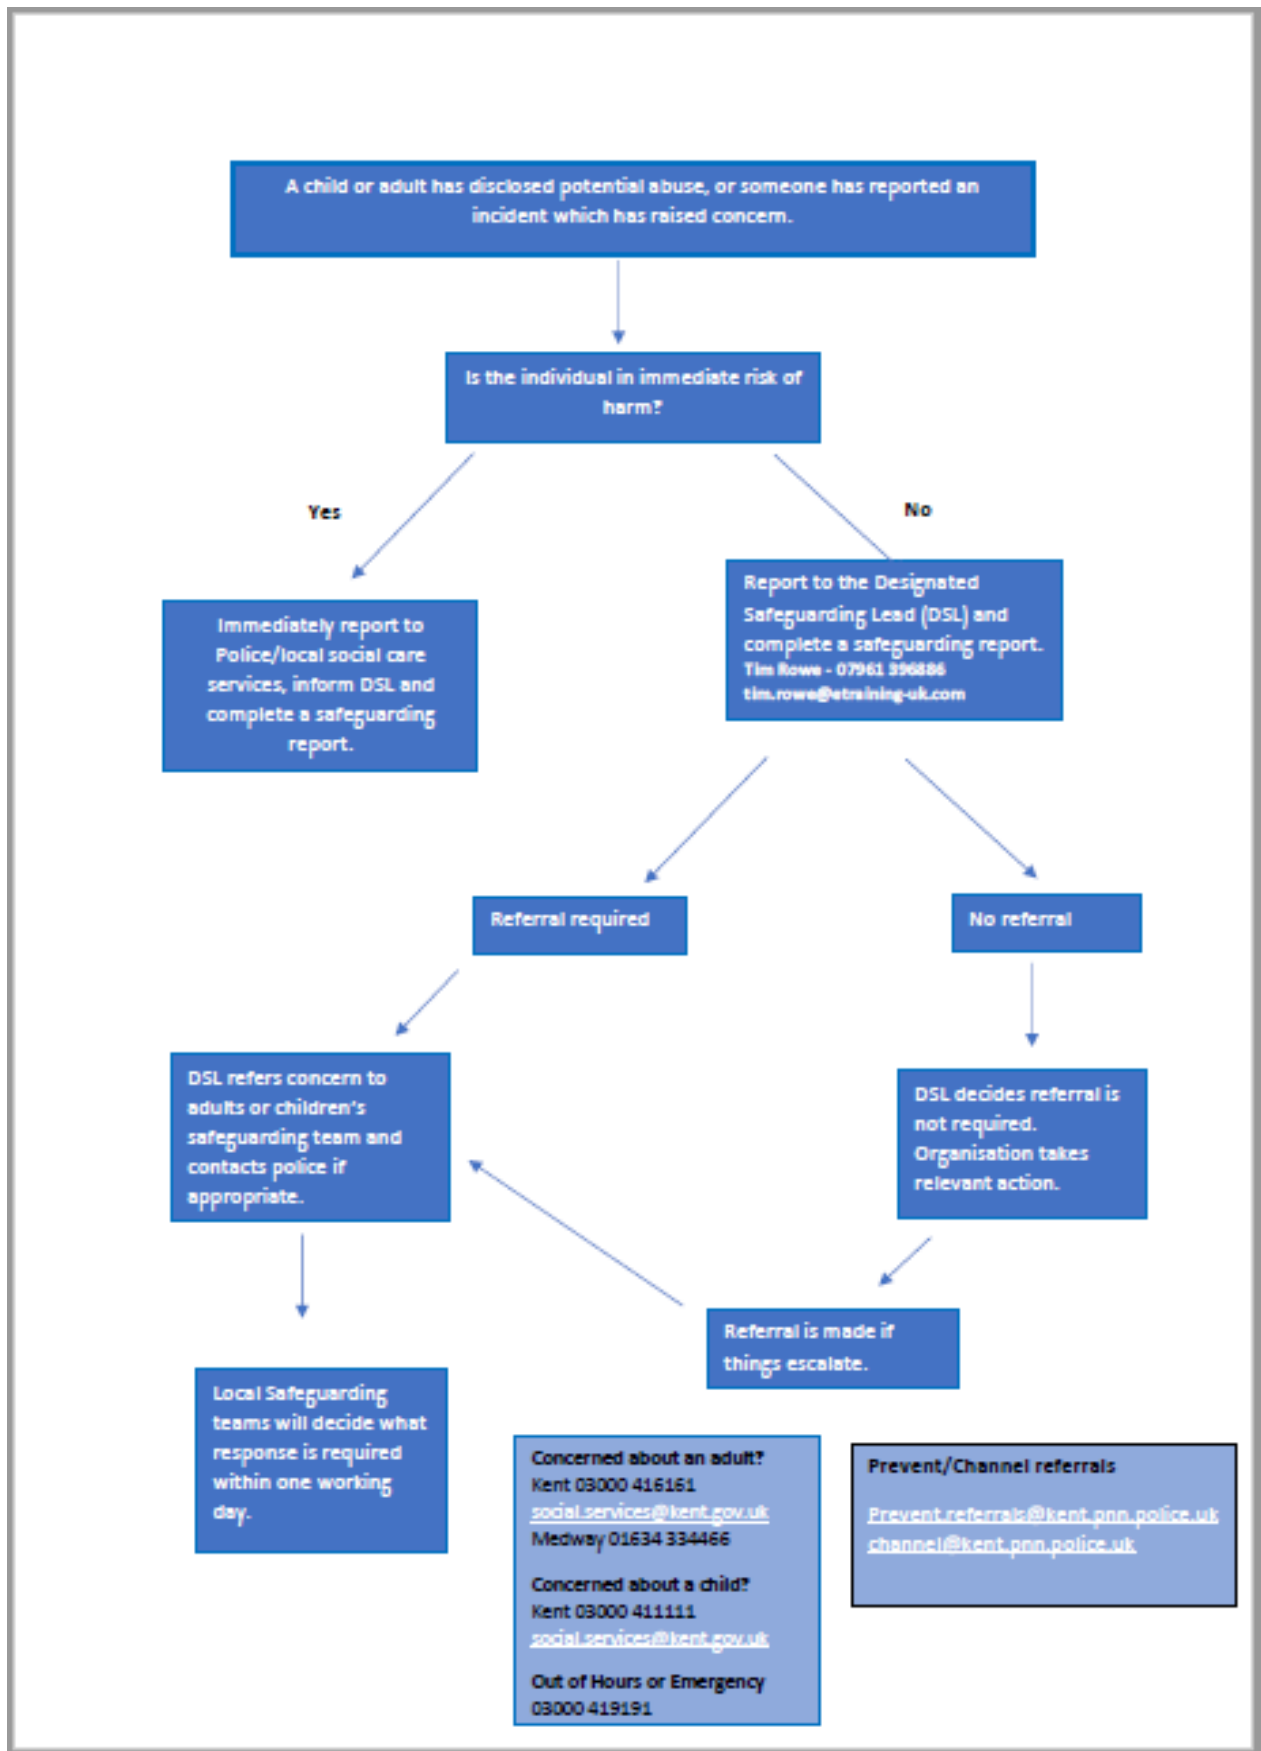 A child or adult has disclosed potential abuse, or someone has reported an
incident which has raised concern.
Is the individual in immediate risk of
harm?
Yes
No
Immediately report to
Police/local social care
services, inform DSL and
complete a safeguarding
report.
Report to the Designated
Safeguarding Lead (DSL) and
complete a safeguarding report.
Tim Rowe - 07961 396886
tim.rowe@etraining-uk.com
Referral required
No referral
DSL refers concern to
adults or children's
safeguarding team and
contacts police if
appropriate.
DSL decides referral is
not required.
Organisation takes
relevant action.
Referral is made if
things escalate.
Local Safeguarding
teams will decide what
response is required
within one working
day.
Concerned about an adult?
Kent 03000 416161
social.services@kent.gov.uk
Medway 01634 334466
Concerned about a child?
Kent 03000 411111
social.services@kent.gov.uk
Out of Hours or Emergency
03000 419191
Prevent/Channel referrals
Prevent.referrals@kent.pnn.police.uk
channel@kent.pnn.police.uk